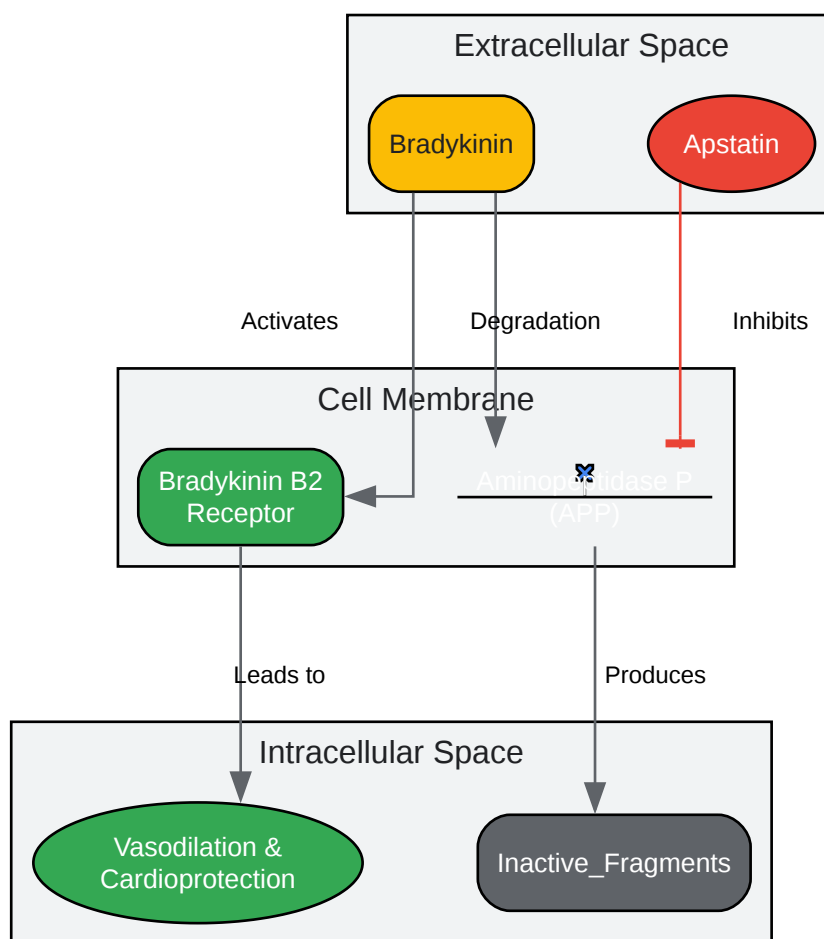 Extracellular Space
Bradykinin
Apstatin
Activates
Degradation
Inhibits
Cell Membrane
Bradykinin B2
Receptor
Aminopeptidase P
(APP)
Leads to
Produces
Intracellular Space
Vasodilation &
Cardioprotection
Inactive_Fragments